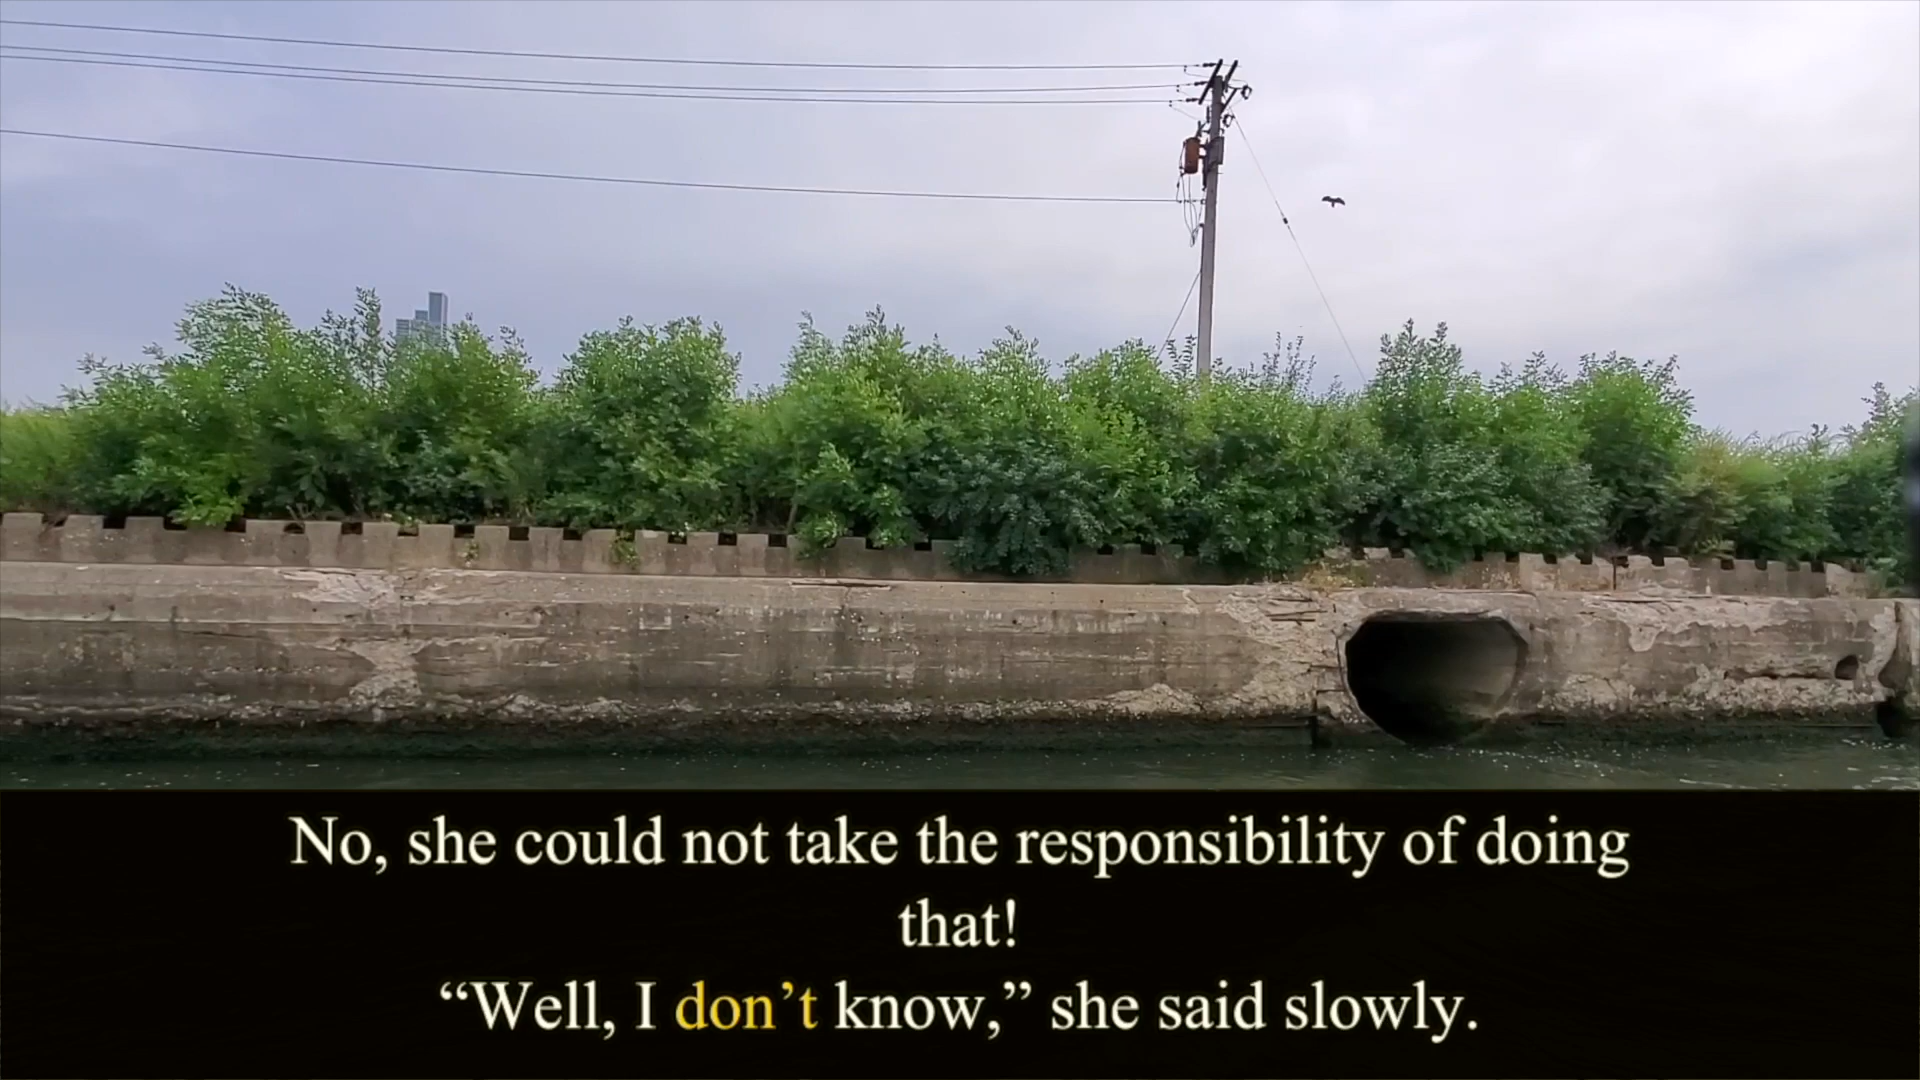 No, she could not take the responsibility of doing
that!
“Well, I don’t know,” she said slowly.